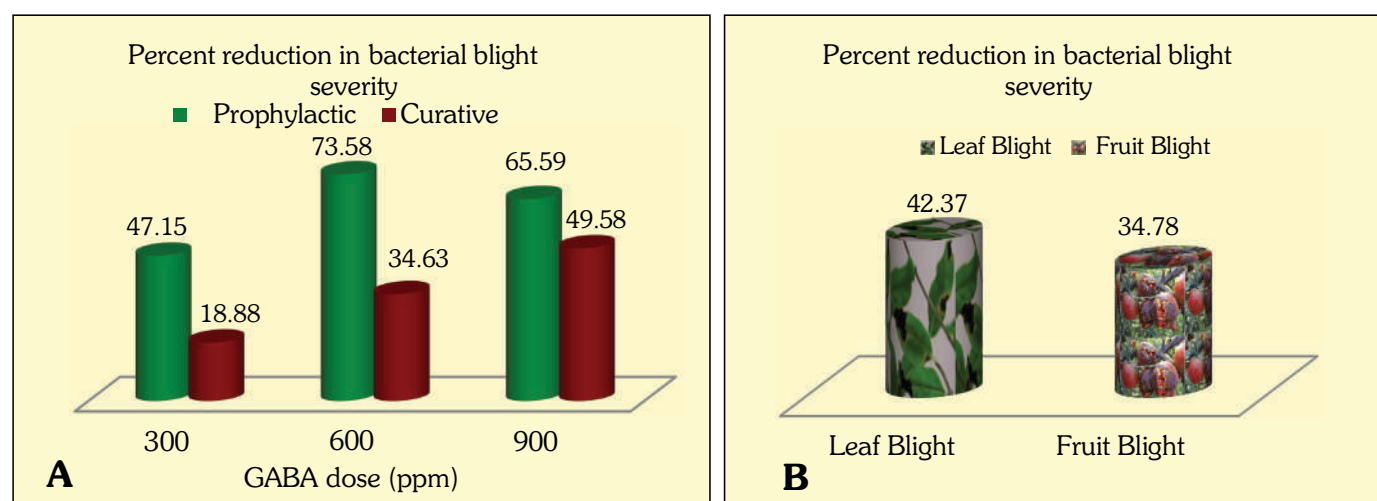 Percent reduction in bacterial blight
severity
Prophylactic Curative
73.58
65.59
47.15
49.58
34.63
18.88
300 600 900
GABA dose (ppm)
A
Percent reduction in bacterial blight
severity
Leaf Blight Fruit Blight
42.37
34.78
Leaf Blight Fruit Blight
B